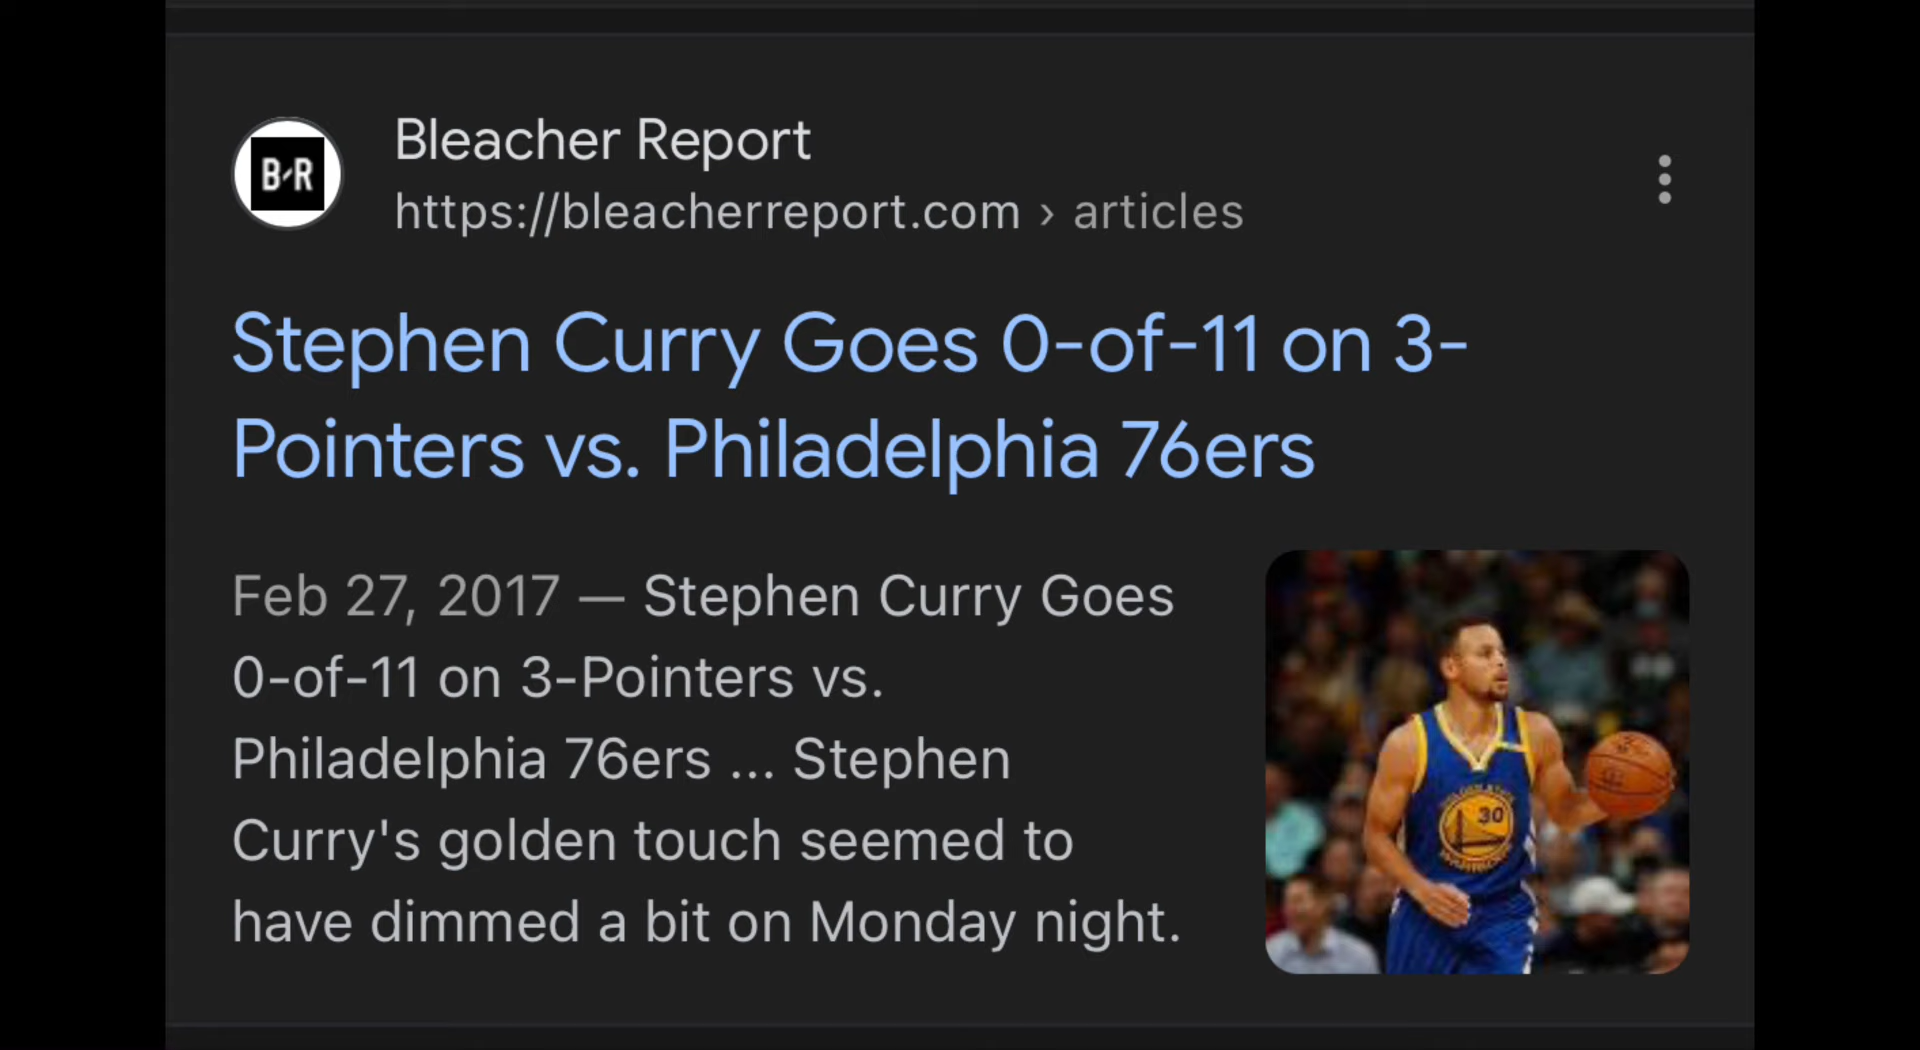 B-R
Bleacher Report
https://bleacherreport.com › articles
Stephen Curry Goes 0-of-11 on 3-
Pointers vs. Philadelphia 76ers
Feb 27, 2017 — Stephen Curry Goes
0-of-11 on 3-Pointers vs.
Philadelphia 76ers ... Stephen
Curry's golden touch seemed to
have dimmed a bit on Monday night.
30